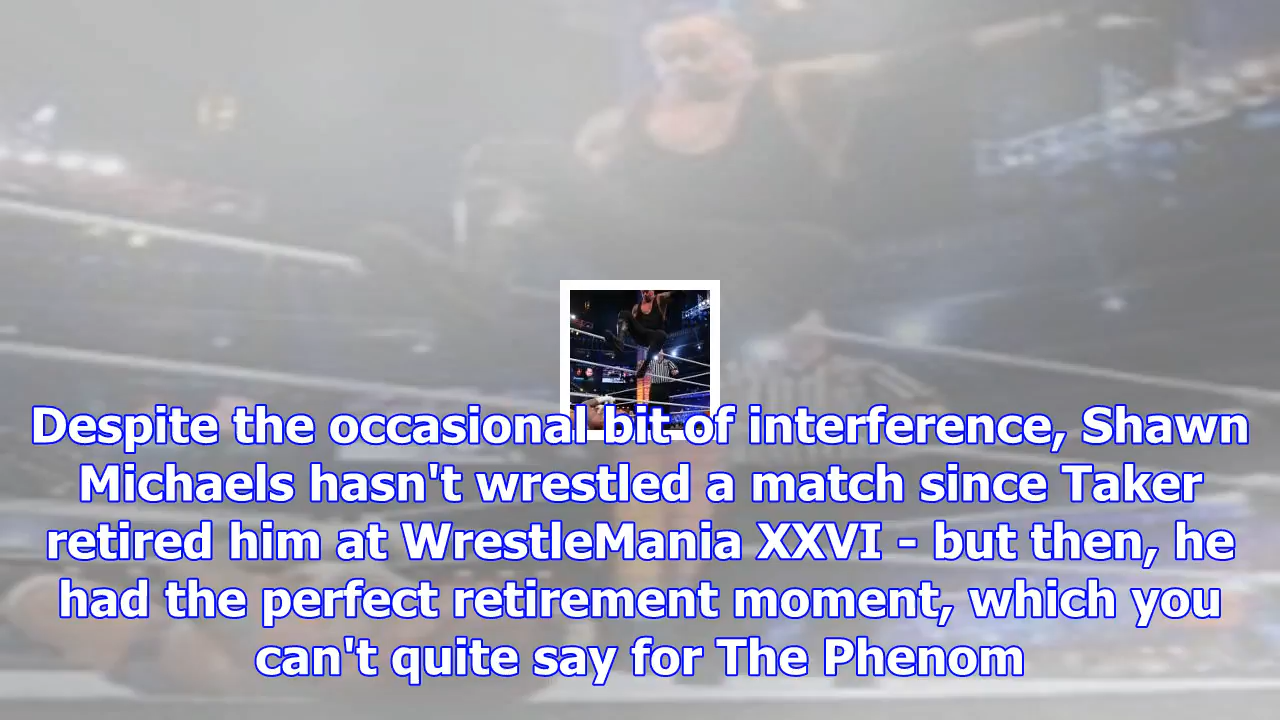 Despite the occasional bit of interference, Shawn
Michaels hasn't wrestled a match since Taker
retired him at WrestleMania XXVI - but then, he
had the perfect retirement moment, which you
can't quite say for The Phenom